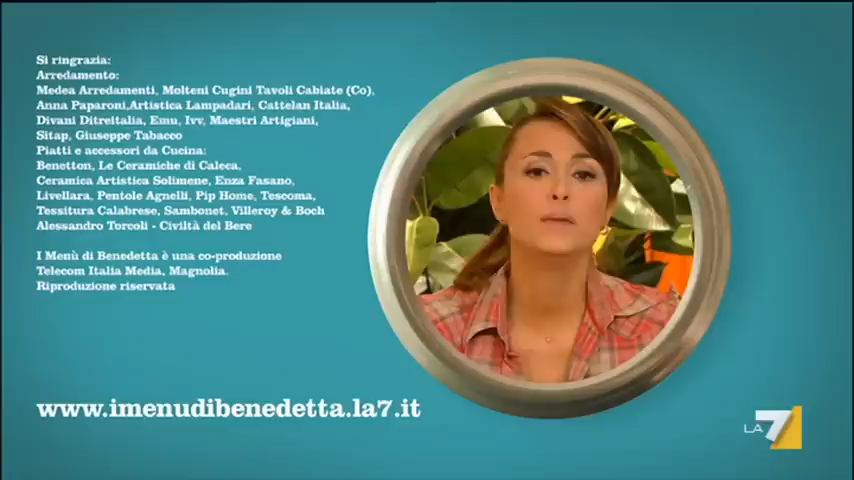 Si ringrazia:
Arredamento:
Medea Arredamenti, Molteni Cugini Tavoli Cabiate (Co),
Anna Paparoni,Artistica Lampadari, Cattelan Italia,
Divani Ditreitalia, Emu, Ivv, Maestri Artigiani,
Sitap, Giuseppe Tabacco
Piatti e accessori da Cucina:
Benetton, Le Ceramiche di Caleca,
Ceramica Artistica Solimene, Enza Fasano,
Livellara, Pentole Agnelli, Pip Home, Tescoma,
Tessitura Calabrese, Sambonet, Villeroy & Boch
Alessandro Torcoli - Civiltà del Bere
I Menù di Benedetta è una co-produzione
Telecom Italia Media, Magnolia.
Riproduzione riservata
www.imenudibenedetta.la7.it
LA7